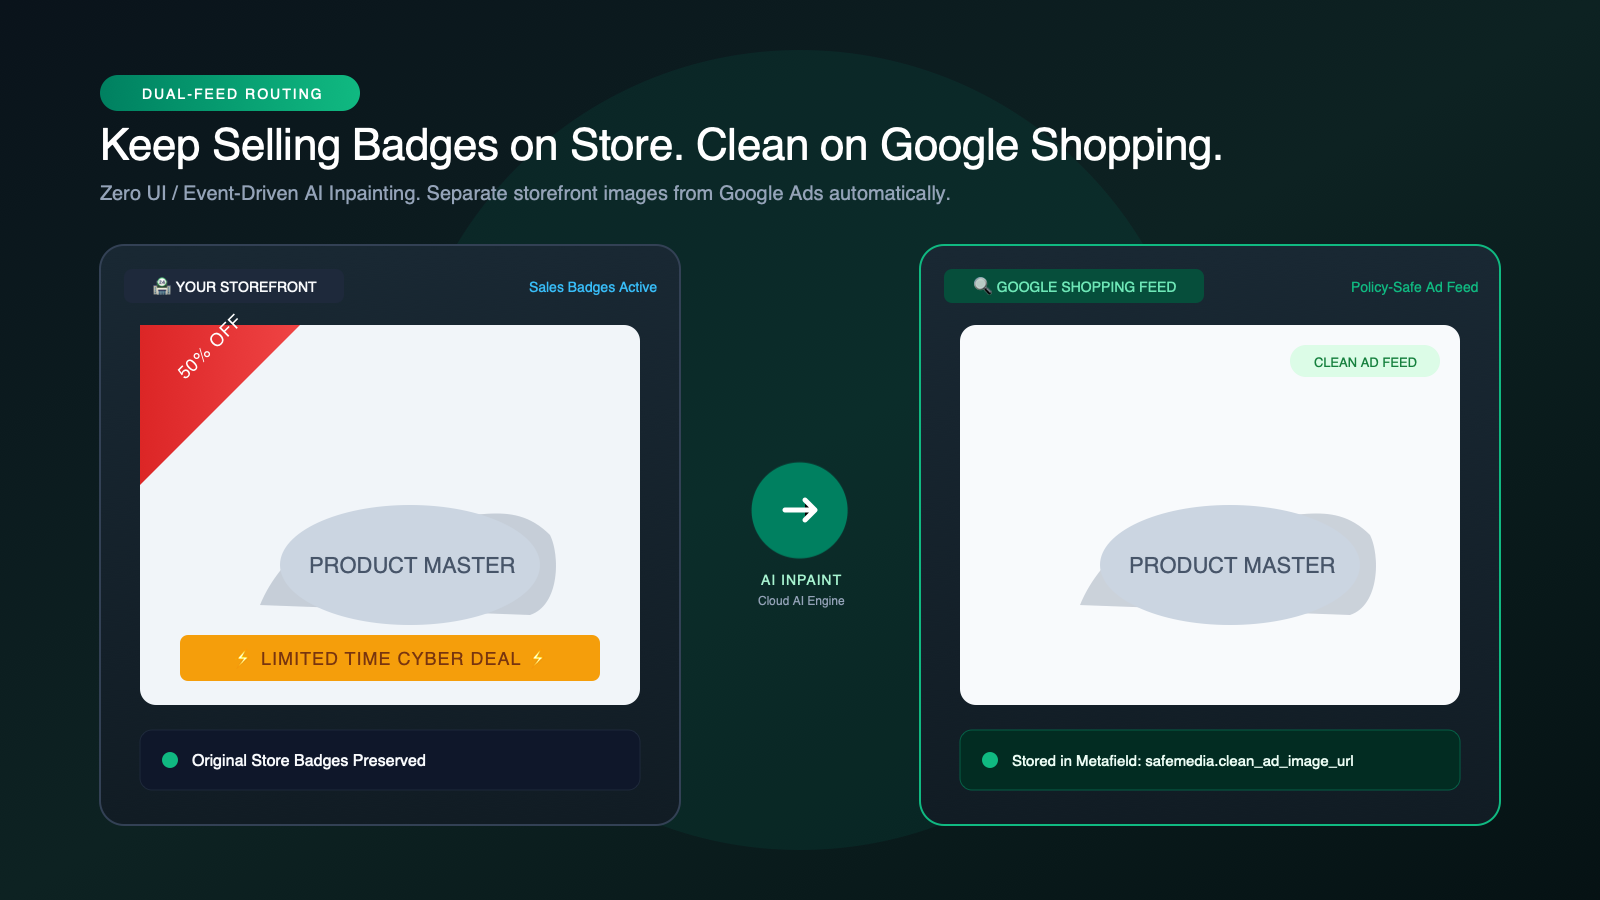 DUAL-FEED ROUTING
Keep Selling Badges on Store. Clean on Google Shopping.
Zero UI / Event-Driven AI Inpainting. Separate storefront images from Google Ads automatically.
YOUR STOREFRONT
Sales Badges Active
50% OFF
PRODUCT MASTER
⚡ LIMITED TIME CYBER DEAL ⚡
Original Store Badges Preserved
AI INPAINT
Cloud AI Engine
GOOGLE SHOPPING FEED
Policy-Safe Ad Feed
CLEAN AD FEED
PRODUCT MASTER
Stored in Metafield: safemedia.clean_ad_image_url